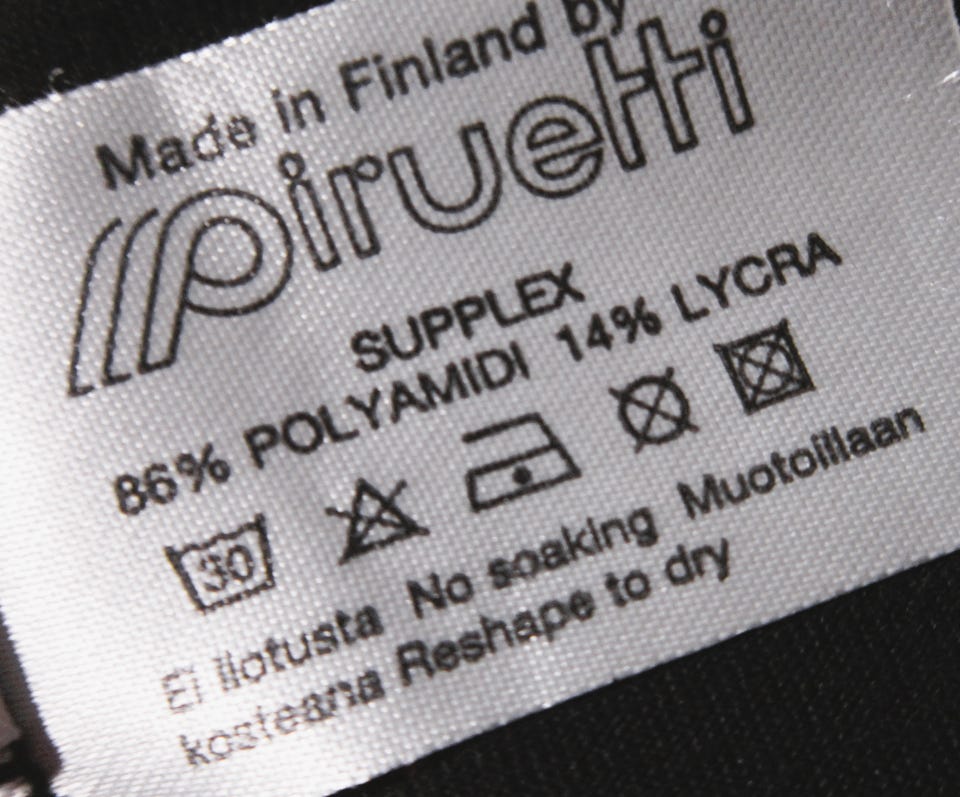 Made in Finland by
Piruetti
SUPPLEX
86% POLYAMIDI 14% LYCRA
30
Ei liotusta No soaking Muotoillaan
kosteana Reshape to dry